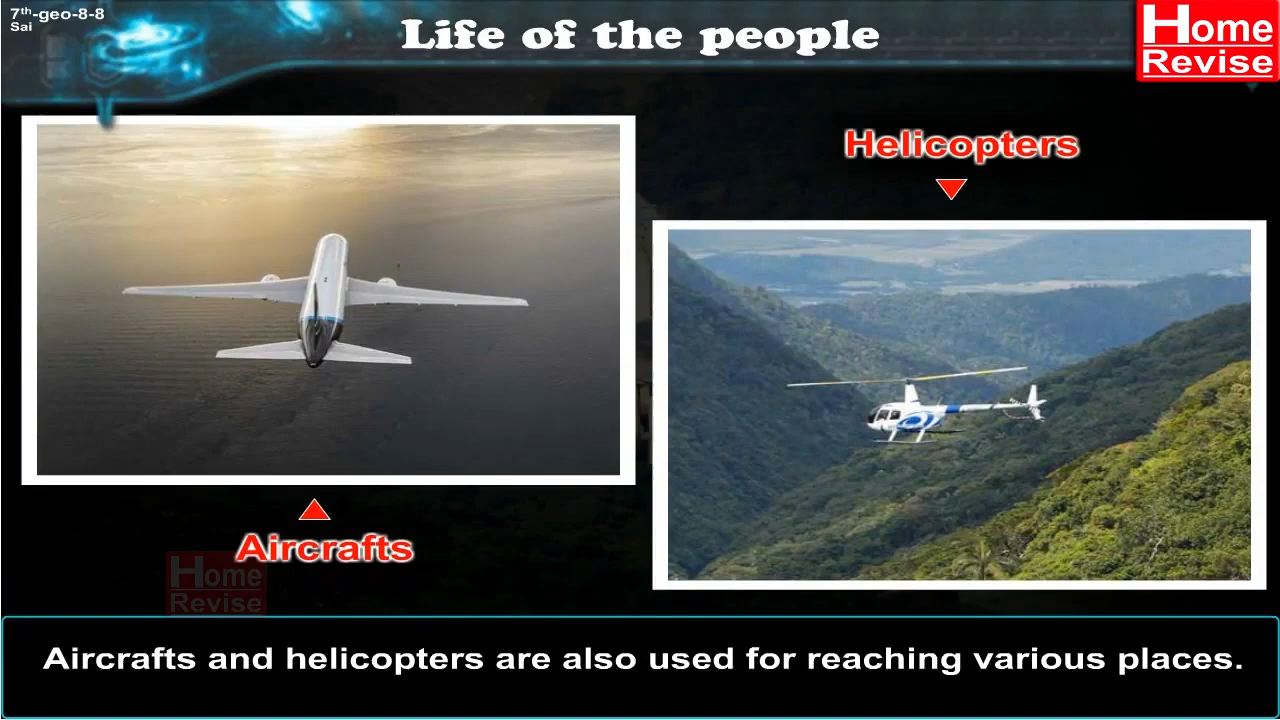 7th-geo-8-8
Sai
Life of the people
Home
Revise
Helicopters
Aircrafts
Home
Revise
Aircrafts and helicopters are also used for reaching various places.